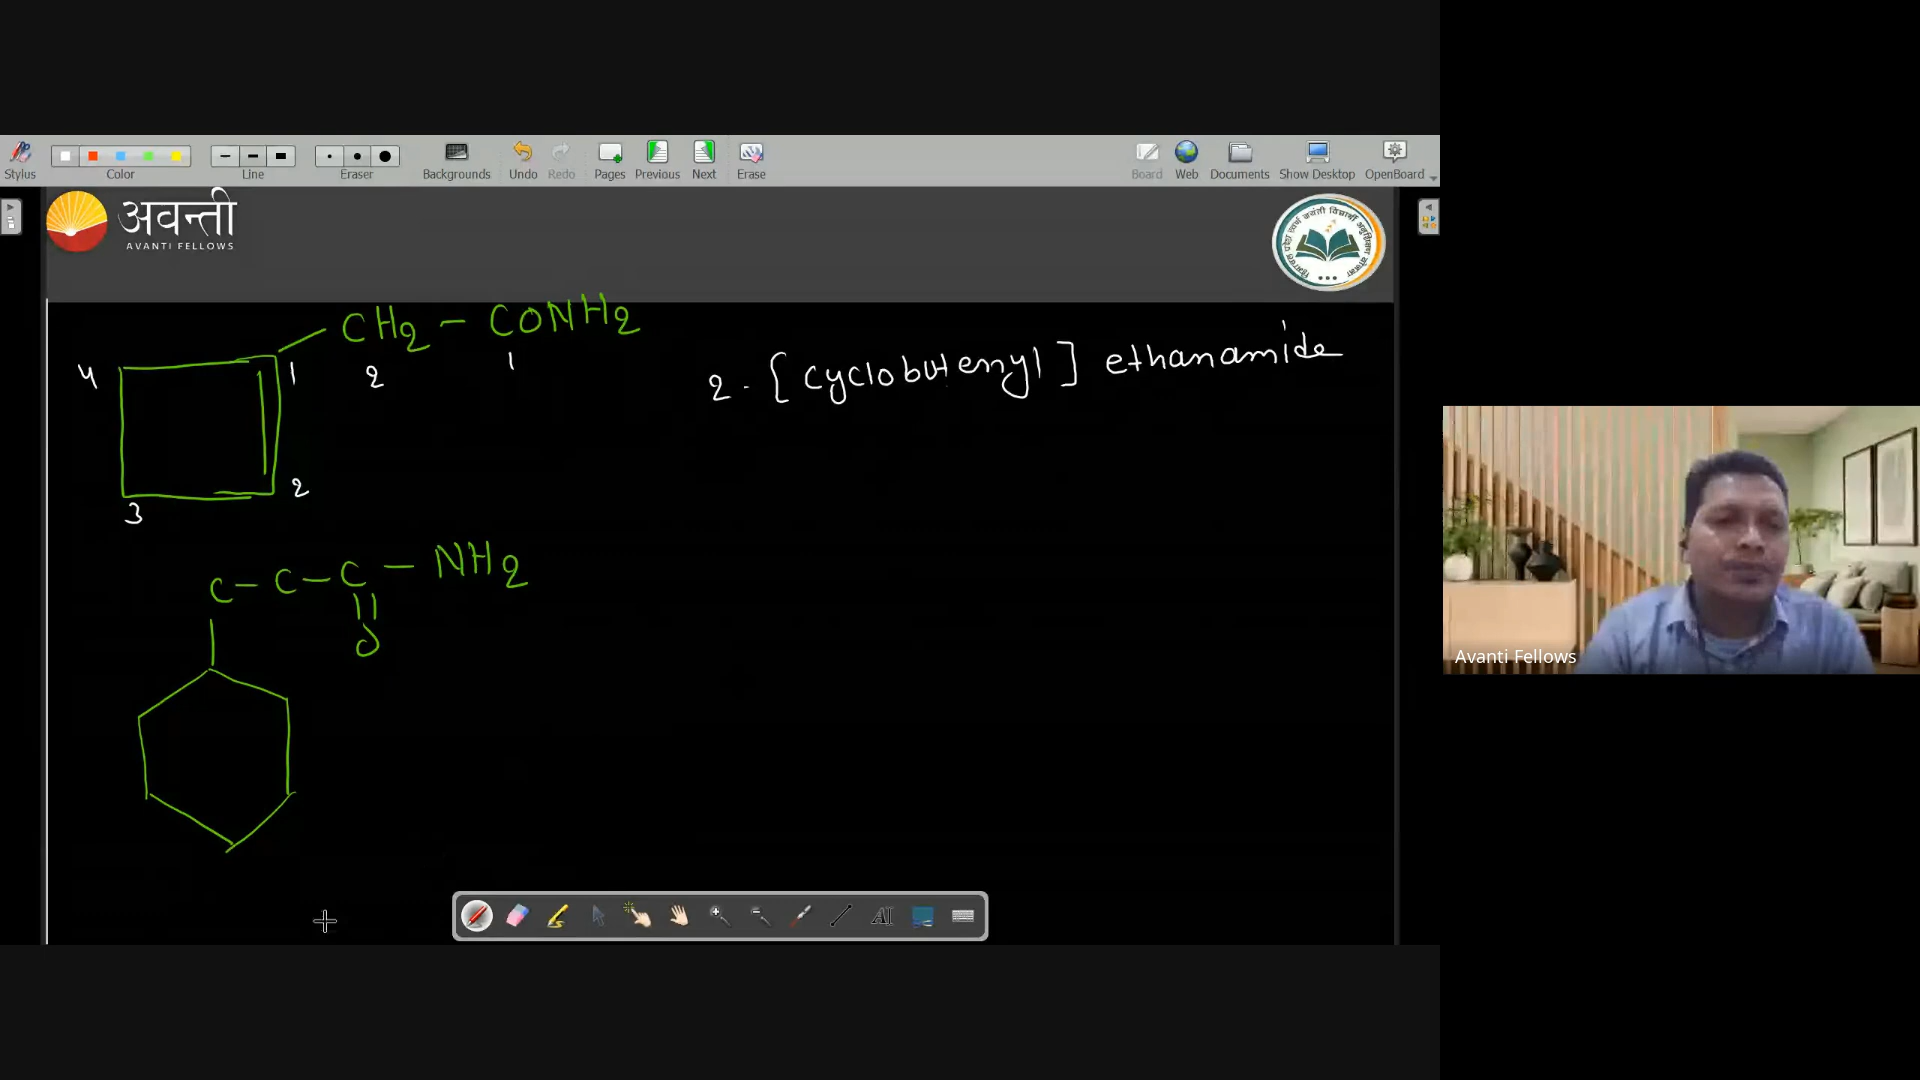 Stylus Color Line Eraser Backgrounds Undo Redo Pages Previous Next Erase Board Web Documents Show Desktop OpenBoard
अवन्ती
AVANTI FELLOWS
CH2 - CONH2
4 1 2 1
2. [cyclobutenyl] ethanamide
3 2
C - C - C - NH2
O
Avanti Fellows